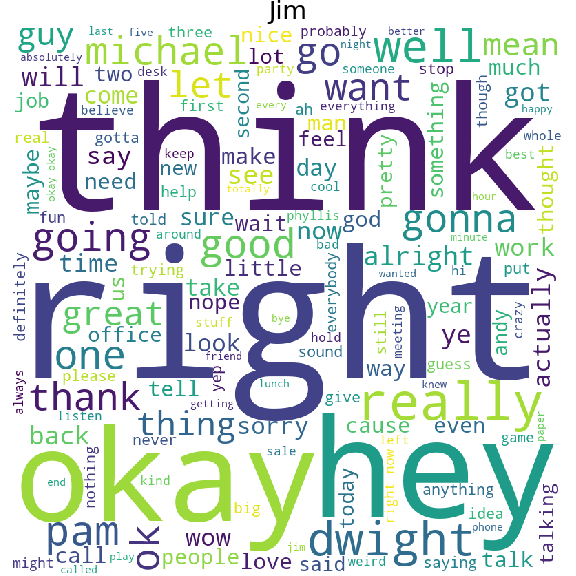 Jim
last five nice probably better
guy three night
absolutely michael go well mean
will two lot someone stop much
job desk let party want got
come first second ah everything though happy
believe man
real think whole
gotta feel
okay okay say keep make day cool pretty something best
maybe need new see every thought
fun help totally hour
told sure wait phyllis god gonna
going around good now bad minute
right
time trying little alright hi work
definitely us take wanted put
great nope everybody year crazy
office stuff bye still meeting andy actually
one look hold sound ye
yep friend way guess
please tell lunch give knew
always thank getting really
listen thing sorry cause even game paper
back never left
okay hey
nothing sale right now anything
end kind big today idea
pam ok wow dwight phone talking
call people love jim said weird saying talk
might called play